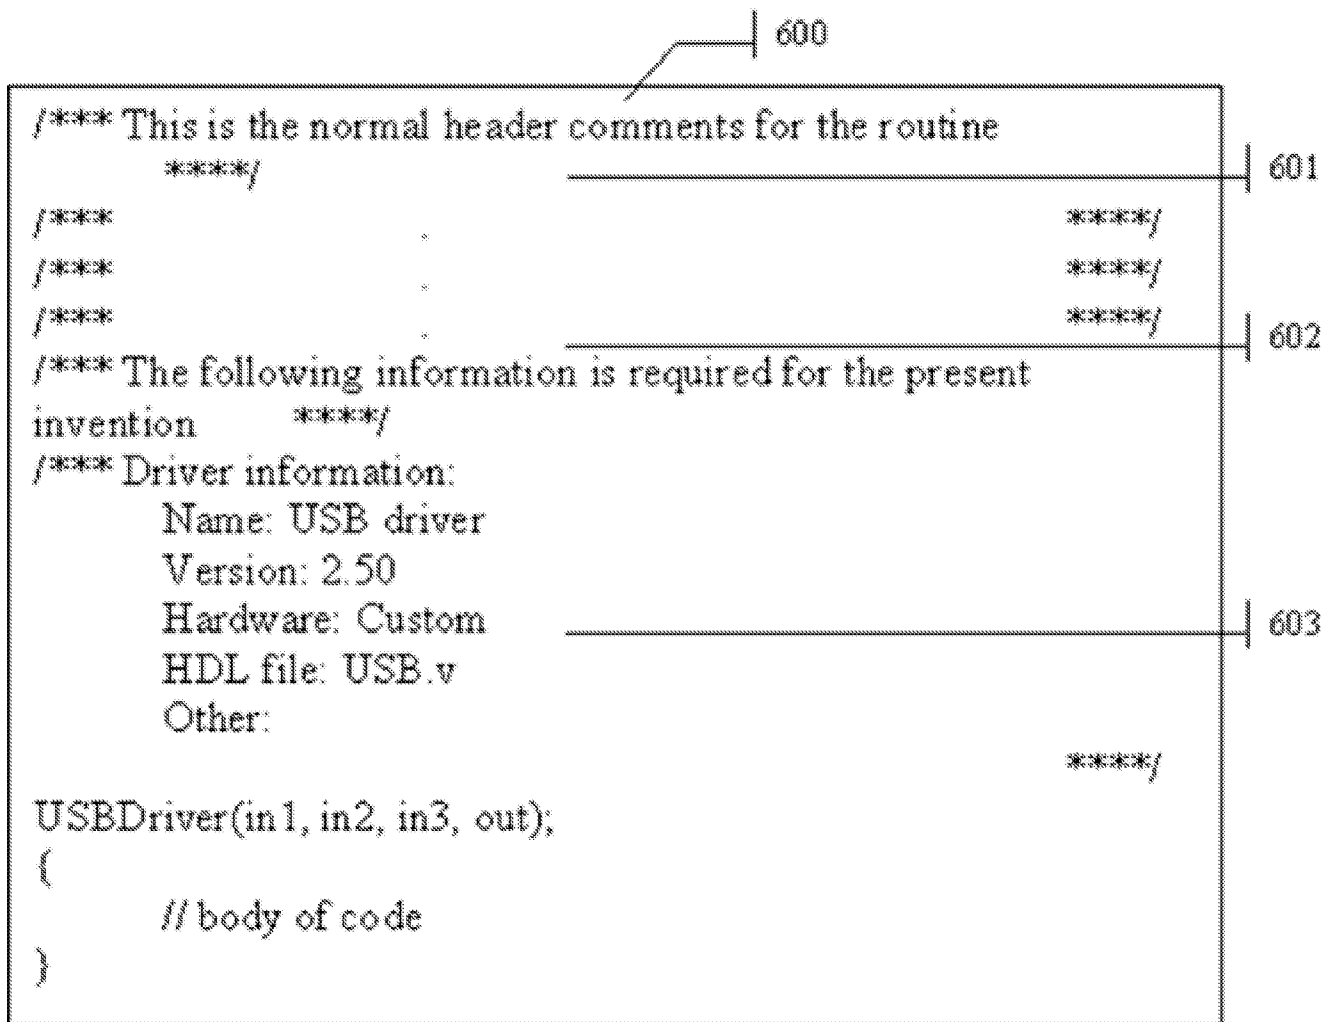 600
/*** This is the normal header comments for the routine
****/
601
/*** . ****/
/*** . ****/
/*** . ****/
602
/*** The following information is required for the present
invention ****/
/*** Driver information:
Name: USB driver
Version: 2.50
Hardware: Custom
603
HDL file: USB.v
Other:
****/
USBDriver(in1, in2, in3, out);
{
// body of code
}